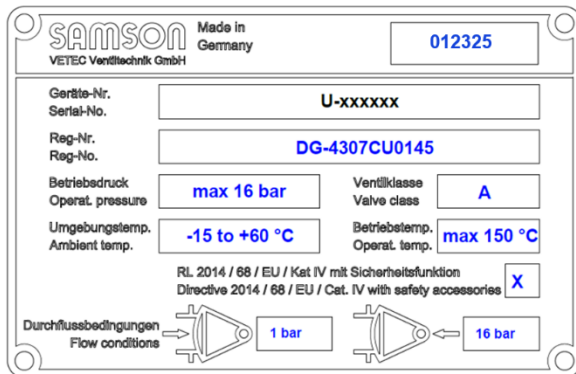 SAMSON Made in
Germany
VETEC Ventiltechnik GmbH
012325
Geräte-Nr.
Serial-No.
U-xxxxxx
Reg-Nr.
Reg-No.
DG-4307CU0145
Betriebsdruck
Operat. pressure
max 16 bar
Ventilklasse
Valve class
A
Umgebungstemp.
Ambient temp.
-15 to +60 °C
Betriebstemp.
Operat. temp.
max 150 °C
RL 2014 / 68 / EU / Kat IV mit Sicherheitsfunktion
Directive 2014 / 68 / EU / Cat. IV with safety accessories
X
Durchflussbedingungen
Flow conditions
1 bar
16 bar